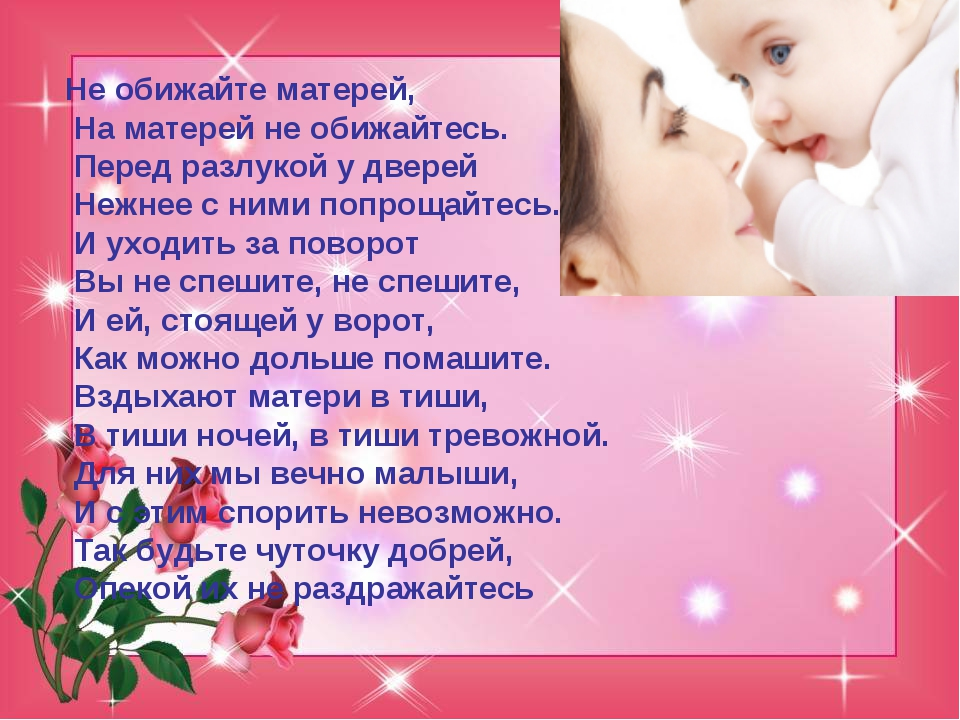 Не обижайте матерей,
На матерей не обижайтесь.
Перед разлукой у дверей
Нежнее с ними попрощайтесь.
И уходить за поворот
Вы не спешите, не спешите,
И ей, стоящей у ворот,
Как можно дольше помашите.
Вздыхают матери в тиши,
В тиши ночей, в тиши тревожной.
Для них мы вечно малыши,
И с этим спорить невозможно.
Так будьте чуточку добрей,
Опекой их не раздражайтесь